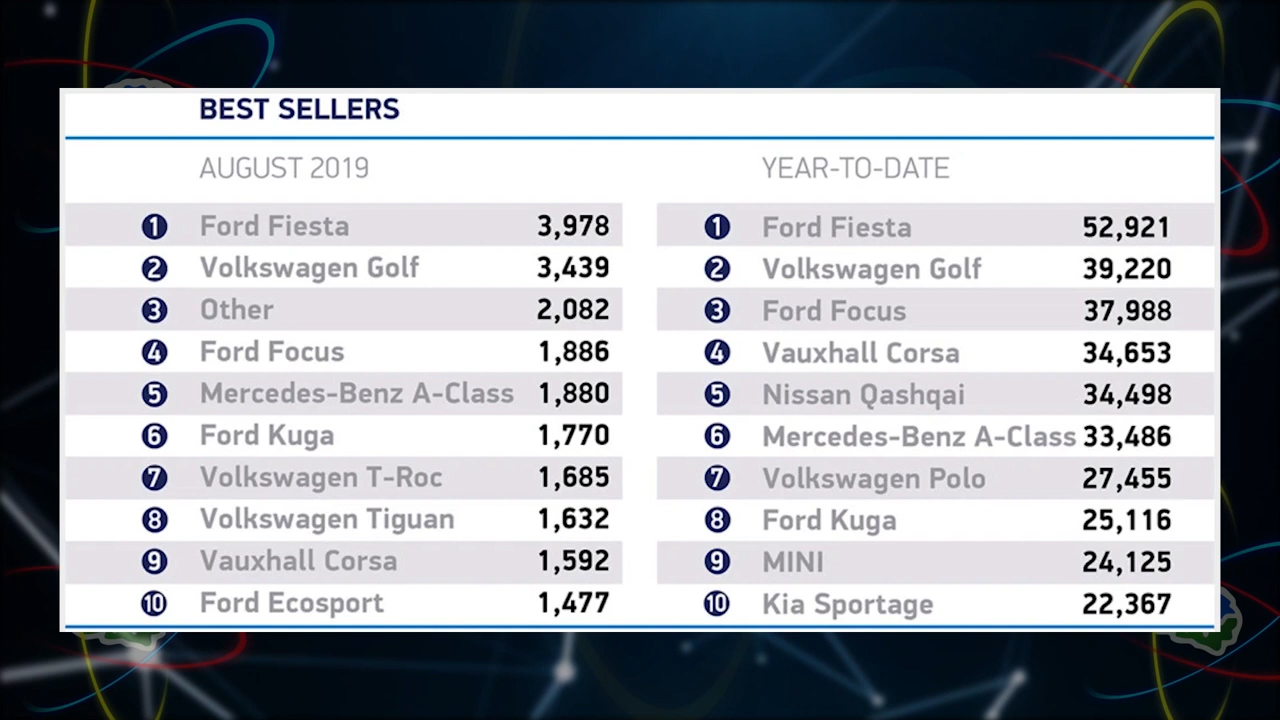 BEST SELLERS
AUGUST 2019
1 Ford Fiesta 3,978
2 Volkswagen Golf 3,439
3 Other 2,082
4 Ford Focus 1,886
5 Mercedes-Benz A-Class 1,880
6 Ford Kuga 1,770
7 Volkswagen T-Roc 1,685
8 Volkswagen Tiguan 1,632
9 Vauxhall Corsa 1,592
10 Ford Ecosport 1,477
YEAR-TO-DATE
1 Ford Fiesta 52,921
2 Volkswagen Golf 39,220
3 Ford Focus 37,988
4 Vauxhall Corsa 34,653
5 Nissan Qashqai 34,498
6 Mercedes-Benz A-Class 33,486
7 Volkswagen Polo 27,455
8 Ford Kuga 25,116
9 MINI 24,125
10 Kia Sportage 22,367